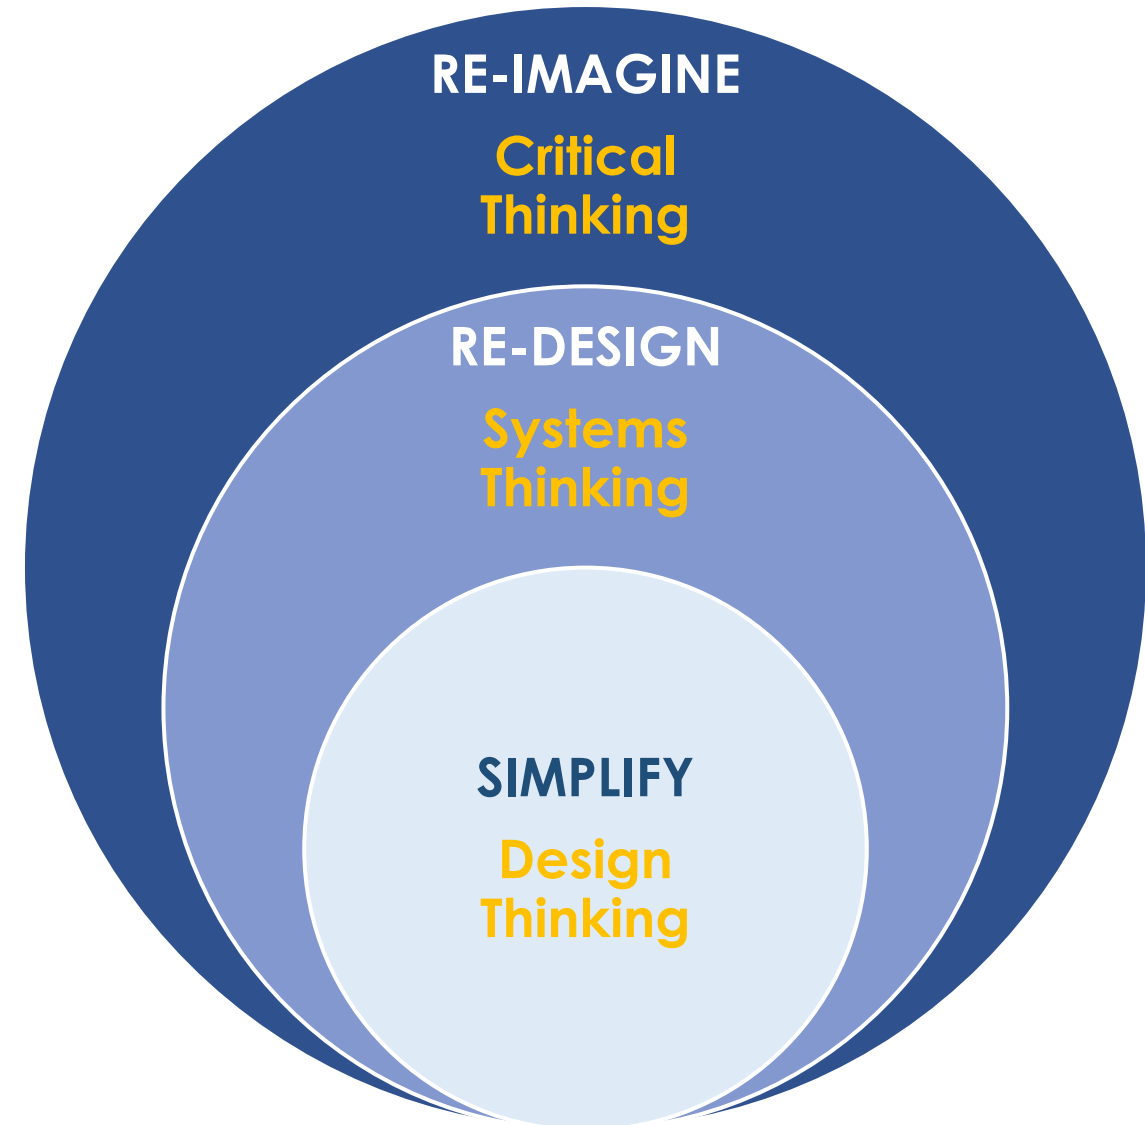 RE-IMAGINE
Critical
Thinking
RE-DESIGN
Systems
Thinking
SIMPLIFY
Design
Thinking